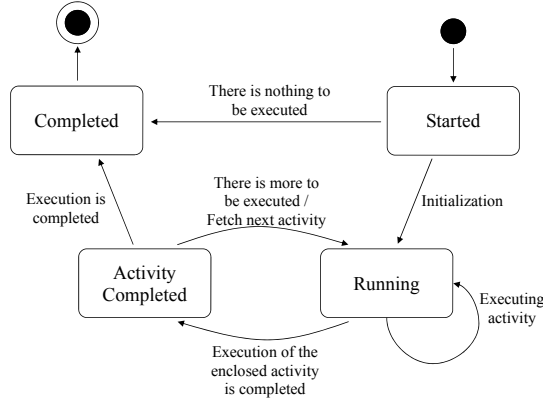 There is nothing to
be executed
Completed
Started
Execution is
completed
There is more to
be executed /
Fetch next activity
Initialization
Activity
Completed
Running
Executing
activity
Execution of the
enclosed activity
is completed